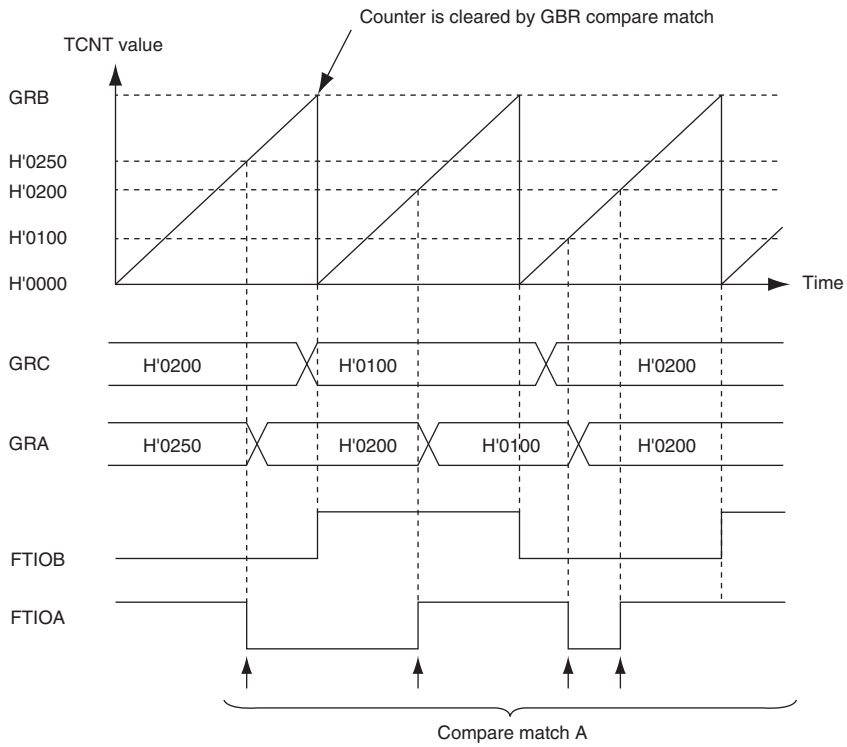 Counter is cleared by GBR compare match
TCNT value
GRB
H'0250
H'0200
H'0100
H'0000
Time
GRC
H'0200
H'0100
H'0200
GRA
H'0250
H'0200
H'0100
H'0200
FTIOB
FTIOA
Compare match A